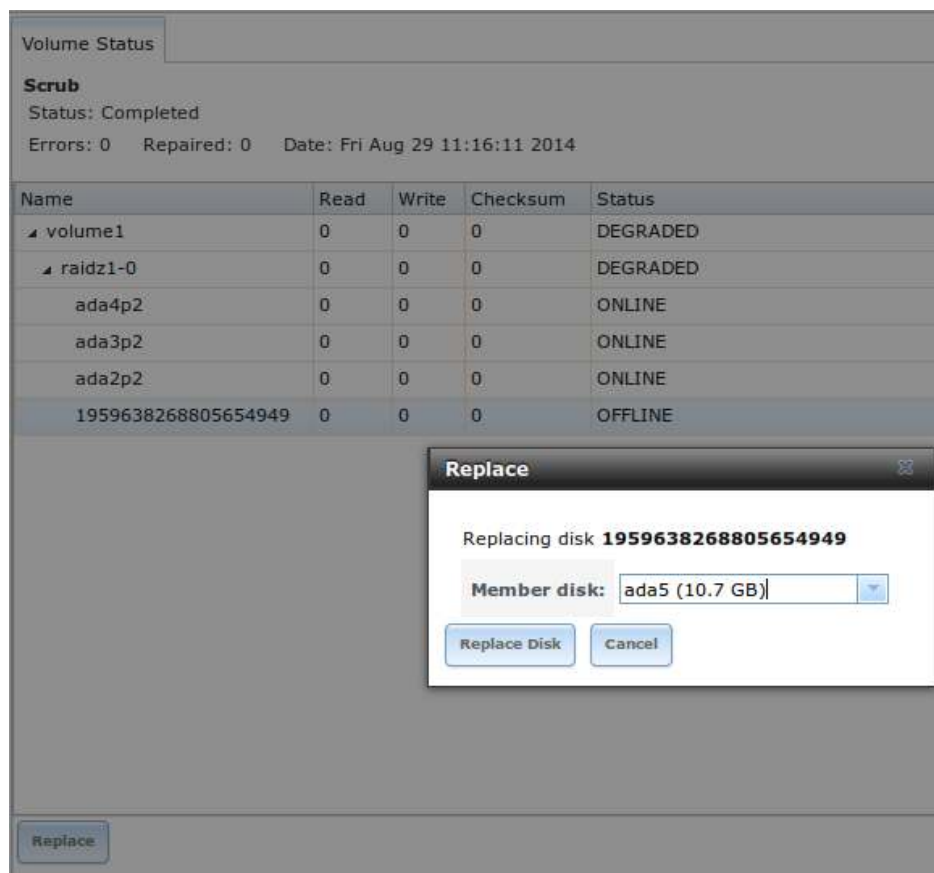 Volume Status
Scrub
Status: Completed
Errors: 0 Repaired: 0 Date: Fri Aug 29 11:16:11 2014
Name Read Write Checksum Status
volume1 0 0 0 DEGRADED
raidz1-0 0 0 0 DEGRADED
ada4p2 0 0 0 ONLINE
ada3p2 0 0 0 ONLINE
ada2p2 0 0 0 ONLINE
1959638268805654949 0 0 0 OFFLINE
Replace
Replacing disk 1959638268805654949
Member disk: ada5 (10.7 GB)
Replace Disk Cancel
Replace